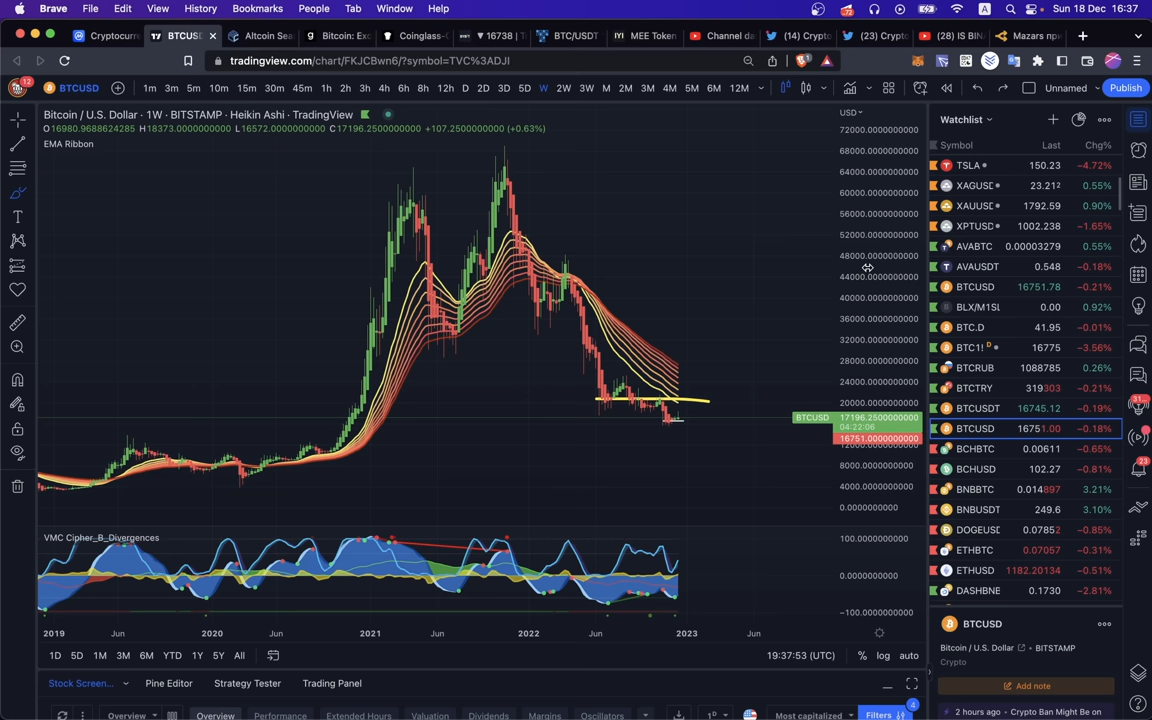 Brave File Edit View History Bookmarks People Tab Window Help 72 A Sun 18 Dec 16:37
Cryptocurr BTCUSD Altcoin Sea Bitcoin: Exc Coinglass- ▼ 16738 | T BTC/USDT MEE Token Channel da (14) Crypto (23) Crypto (28) IS BIN Mazars npe
tradingview.com/chart/FKJCBwn6/?symbol=TVC%3ADJI
12 BTCUSD 1m 3m 5m 10m 15m 30m 45m 1h 2h 3h 4h 6h 8h 12h D 2D 3D 5D W 2W 3W M 2M 3M 4M 5M 6M 12M Unnamed Publish
Bitcoin / U.S. Dollar · 1W · BITSTAMP · Heikin Ashi · TradingView
O16980.9688624285 H18373.0000000000 L16572.0000000000 C17196.2500000000 +107.2500000000 (+0.63%)
EMA Ribbon
USD
72000.0000000000
68000.0000000000
64000.0000000000
60000.0000000000
56000.0000000000
52000.0000000000
48000.0000000000
44000.0000000000
40000.0000000000
36000.0000000000
32000.0000000000
28000.0000000000
24000.0000000000
20000.0000000000
BTCUSD 17196.2500000000
04:22:06
16751.0000000000
12000.0000000000
8000.0000000000
4000.0000000000
0.0000000000
VMC Cipher_B_Divergences
100.0000000000
0.0000000000
−100.0000000000
2019 Jun 2020 Jun 2021 Jun 2022 Jun 2023 Jun
1D 5D 1M 3M 6M YTD 1Y 5Y All 19:37:53 (UTC) % log auto
Stock Screen... Pine Editor Strategy Tester Trading Panel
Overview Overview Performance Extended Hours Valuation Dividends Margins Oscillators 1D Most capitalized Filters 4
Watchlist
Symbol Last Chg%
TSLA 150.23 −4.72%
XAGUSD 23.212 0.55%
XAUUSD 1792.59 0.90%
XPTUSD 1002.238 −1.65%
AVABTC 0.00003279 0.55%
AVAUSDT 0.548 −0.18%
BTCUSD 16751.78 −0.21%
BLX/M1SL 0.00 0.92%
BTC.D 41.95 −0.01%
BTC1! D 16775 −3.56%
BTCRUB 1088785 0.26%
BTCTRY 319303 −0.21%
BTCUSDT 16745.12 −0.19%
BTCUSD 16751.00 −0.18%
BCHBTC 0.00611 −0.65%
BCHUSD 102.27 −0.81%
BNBBTC 0.014897 3.21%
BNBUSDT 249.6 3.10%
DOGEUSD 0.07852 −0.85%
ETHBTC 0.07057 −0.31%
ETHUSD 1182.20134 −0.51%
DASHBNE 0.1730 −2.81%
BTCUSD
Bitcoin / U.S. Dollar BITSTAMP
Crypto
Add note
2 hours ago • Crypto Ban Might Be on
31
23